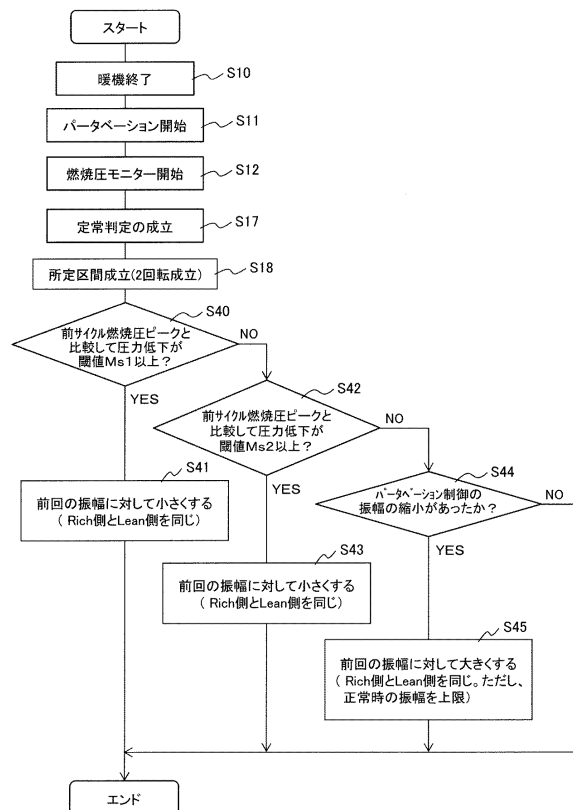 スタート
暖機終了
S10
パータベーション開始
S11
燃焼圧モニター開始
S12
定常判定の成立
S17
所定区間成立(2回転成立)
S18
S40
前サイクル燃焼圧ピークと
比較して圧力低下が
閾値Ms1以上?
NO
YES
S42
前サイクル燃焼圧ピークと
比較して圧力低下が
閾値Ms2以上?
NO
YES
S41
前回の振幅に対して小さくする
( Rich側とLean側を同じ)
S44
パータベーション制御の
振幅の縮小があったか?
NO
YES
S43
前回の振幅に対して小さくする
( Rich側とLean側を同じ)
S45
前回の振幅に対して大きくする
( Rich側とLean側を同じ。ただし、
正常時の振幅を上限)
エンド